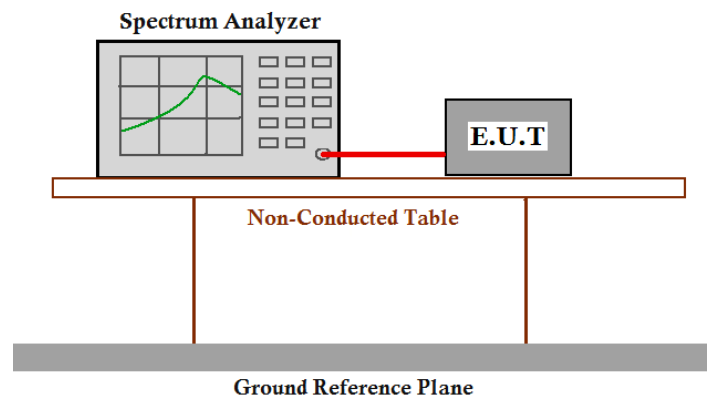 Spectrum Analyzer
E.U.T
Non-Conducted Table
Ground Reference Plane